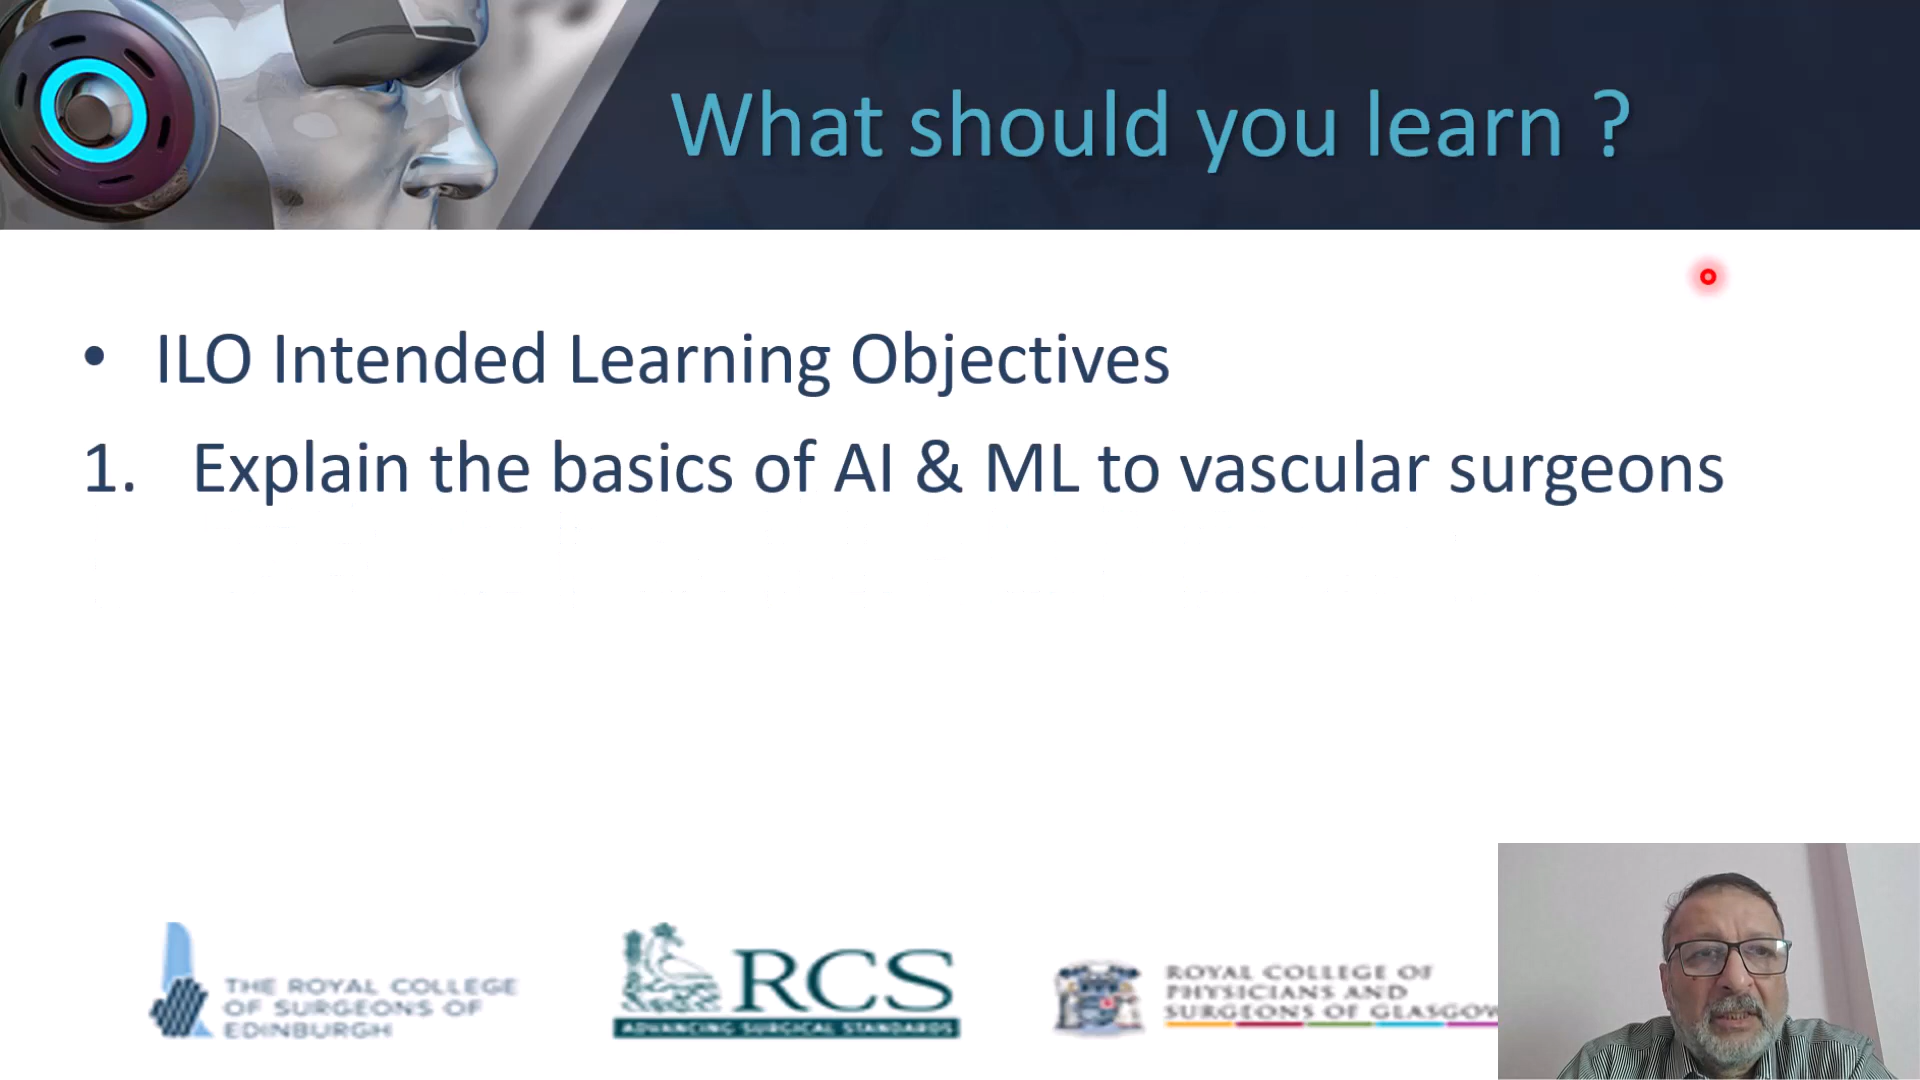 What should you learn ?
• ILO Intended Learning Objectives
1. Explain the basics of AI & ML to vascular surgeons
THE ROYAL COLLEGE
OF SURGEONS OF
EDINBURGH
RCS
ADVANCING SURGICAL STANDARDS
ROYAL COLLEGE OF
PHYSICIANS AND
SURGEONS OF GLASGOW